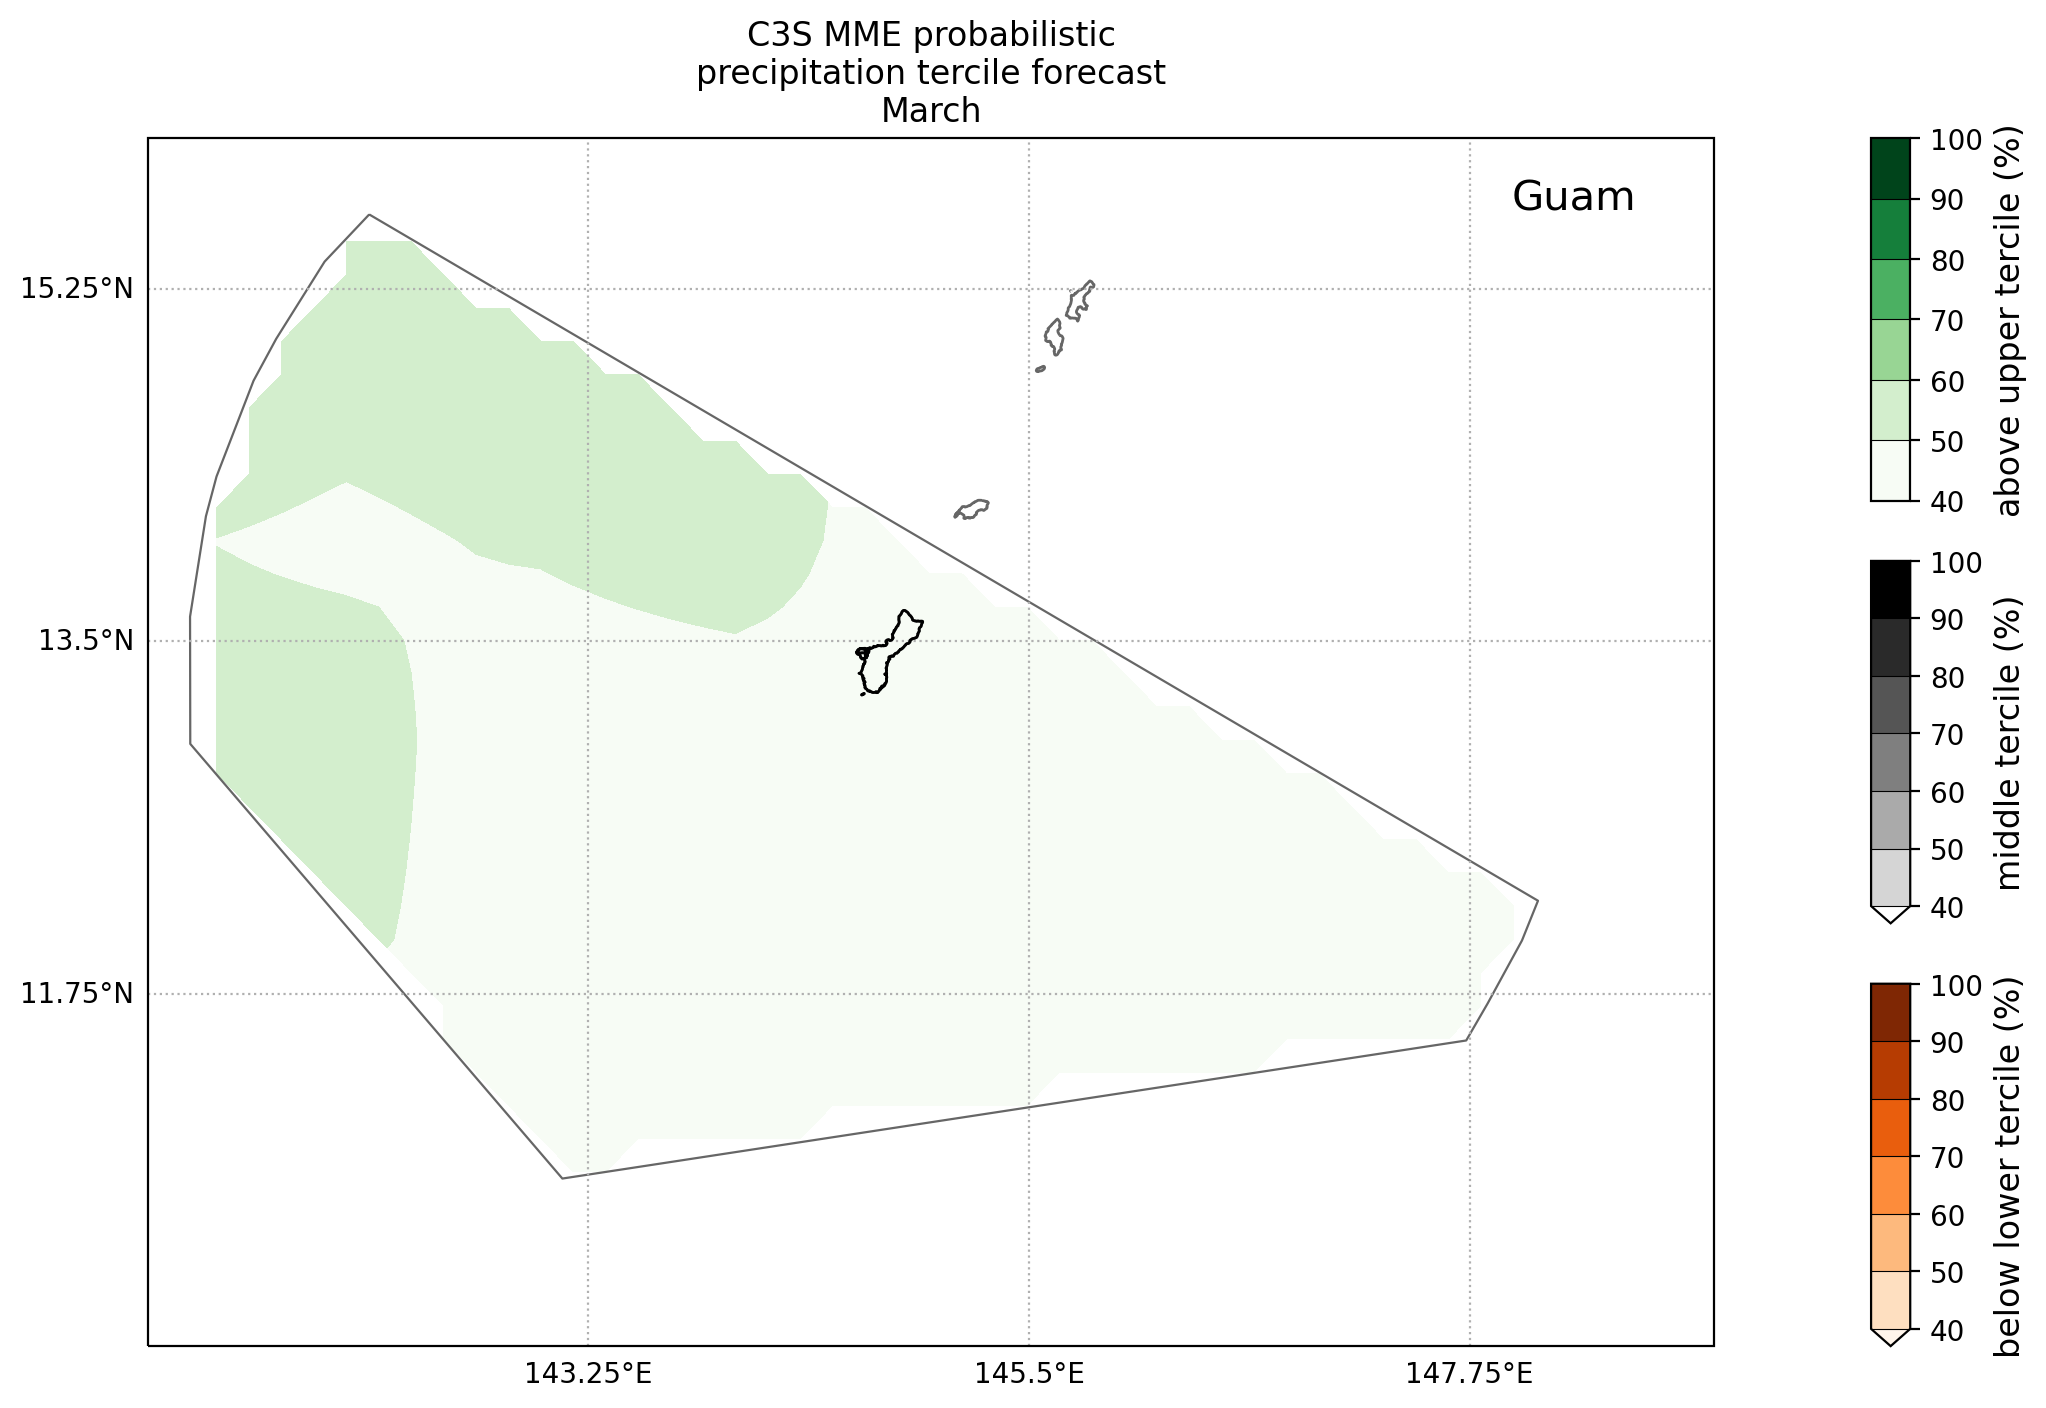 C3S MME probabilistic
precipitation tercile forecast
March
Guam
15.25°N
13.5°N
11.75°N
143.25°E
145.5°E
147.75°E
100
90
80
70
60
50
40
above upper tercile (%)
100
90
80
70
60
50
40
middle tercile (%)
100
90
80
70
60
50
40
below lower tercile (%)